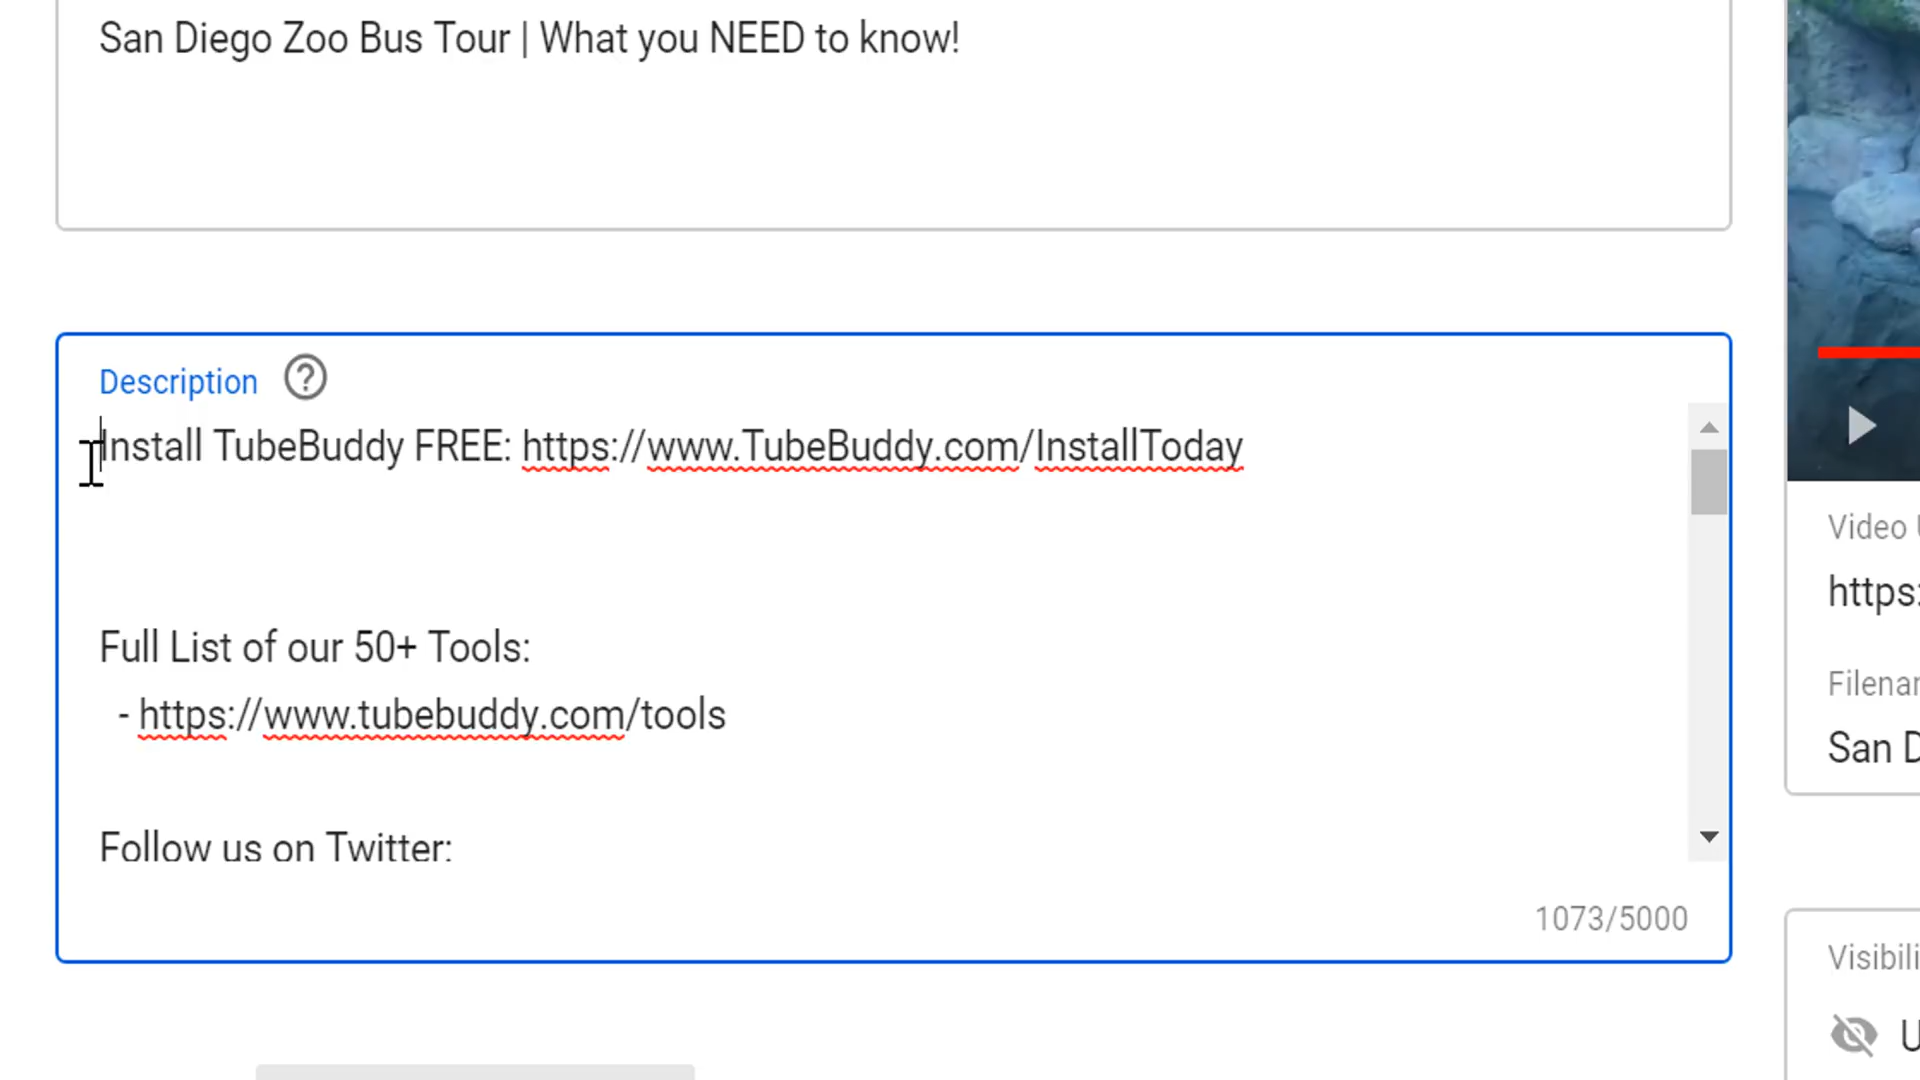 San Diego Zoo Bus Tour | What you NEED to know!
Description
Install TubeBuddy FREE: https://www.TubeBuddy.com/InstallToday
Full List of our 50+ Tools:
- https://www.tubebuddy.com/tools
Follow us on Twitter:
1073/5000
Video
https:
San